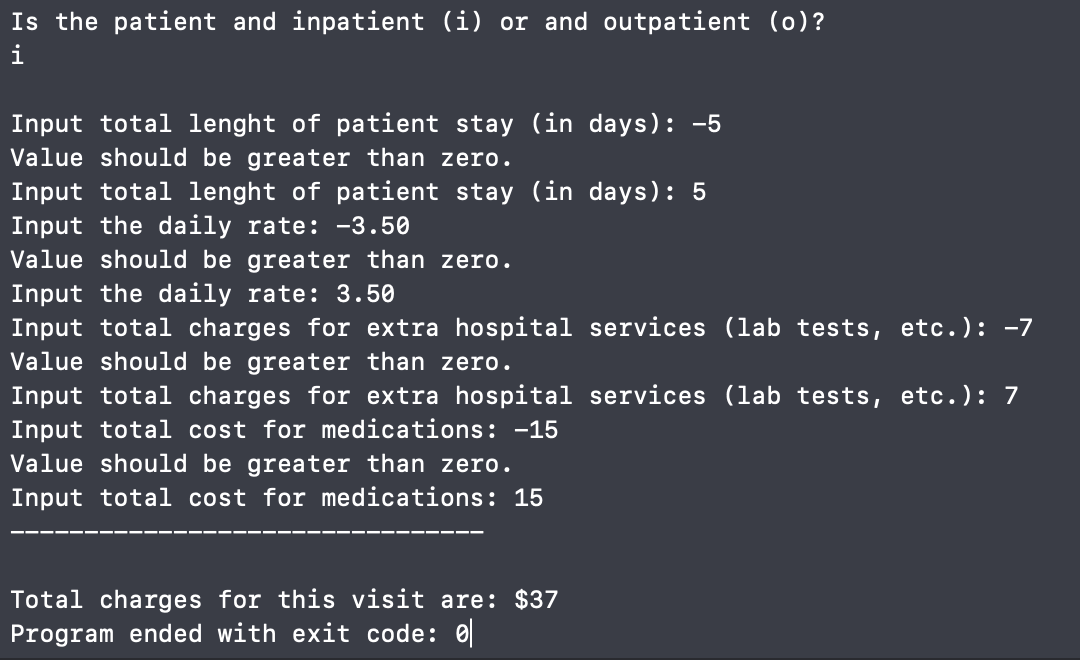 Is the patient and inpatient (i) or and outpatient (o)?
i
Input total lenght of patient stay (in days): -5
Value should be greater than zero.
Input total lenght of patient stay (in days): 5
Input the daily rate: -3.50
Value should be greater than zero.
Input the daily rate: 3.50
Input total charges for extra hospital services (lab tests, etc.): -7
Value should be greater than zero.
Input total charges for extra hospital services (lab tests, etc.): 7
Input total cost for medications: -15
Value should be greater than zero.
Input total cost for medications: 15
--------------------------------
Total charges for this visit are: $37
Program ended with exit code: 0